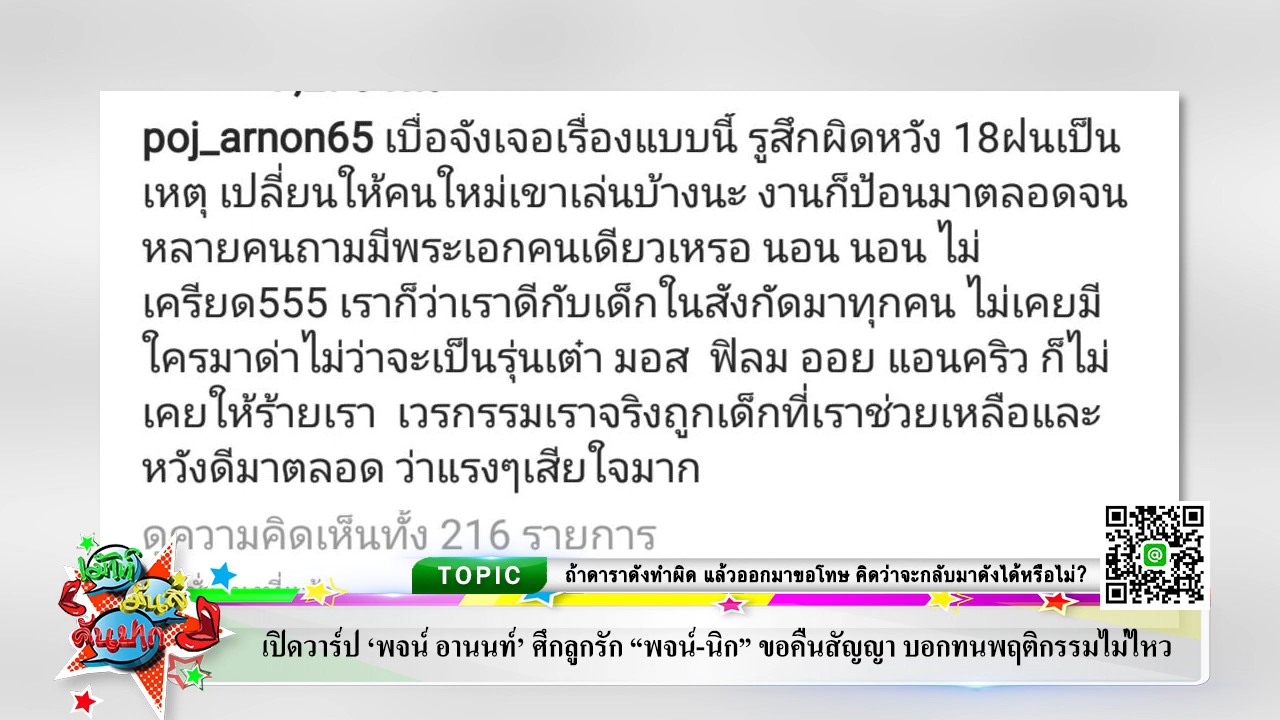 poj_arnon65 เบื่อจังเจอเรื่องแบบนี้ รูสึกผิดหวัง 18ฝนเป็น
เหตุ เปลี่ยนให้คนใหม่เขาเล่นบ้างนะ งานก็ป้อนมาตลอดจน
หลายคนถามมีพระเอกคนเดียวเหรอ นอน นอน ไม่
เครียด555 เราก็ว่าเราดีกับเด็กในสังกัดมาทุกคน ไม่เคยมี
ใครมาด่าไม่ว่าจะเป็นรุ่นเต๋า มอส ฟิลม ออย แอนคริว ก็ไม่
เคยให้ร้ายเรา เวรกรรมเราจริงถูกเด็กที่เราช่วยเหลือและ
หวังดีมาตลอด ว่าแรงๆเสียใจมาก
ดูความคิดเห็นทั้ง 216 รายการ
TOPIC ถ้าดาราดังทำผิด แล้วออกมาขอโทษ คิดว่าจะกลับมาดังได้หรือไม่?
เม้าท์
มันส์
คันปาก
เปิดวาร์ป ‘พจน์ อานนท์’ ศึกลูกรัก “พจน์-นิก” ขอคืนสัญญา บอกทนพฤติกรรมไม่ไหว